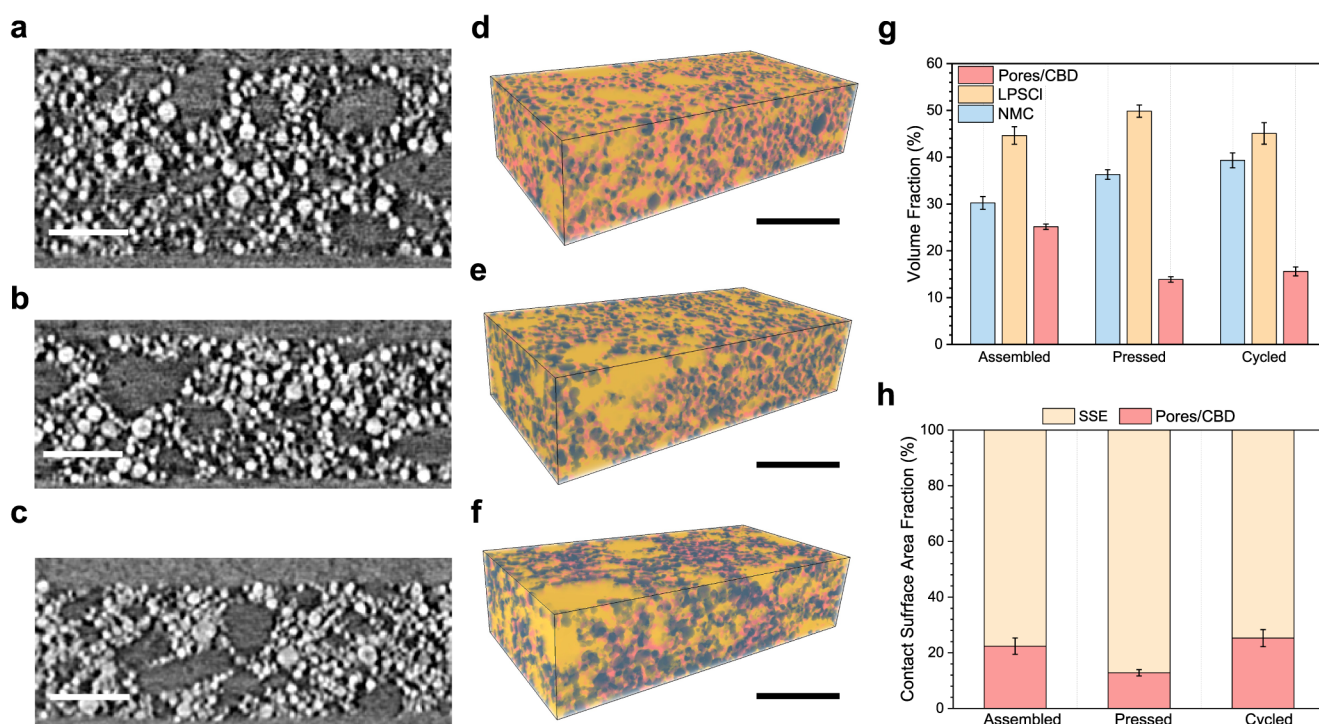 a
b
c
d
e
f
g
Pores/CBD
LPSCl
NMC
Volume Fraction (%)
60
50
40
30
20
10
0
Assembled Pressed Cycled
h
SSE Pores/CBD
Contact Sufrface Area Fraction (%)
100
80
60
40
20
0
Assembled Pressed Cycled